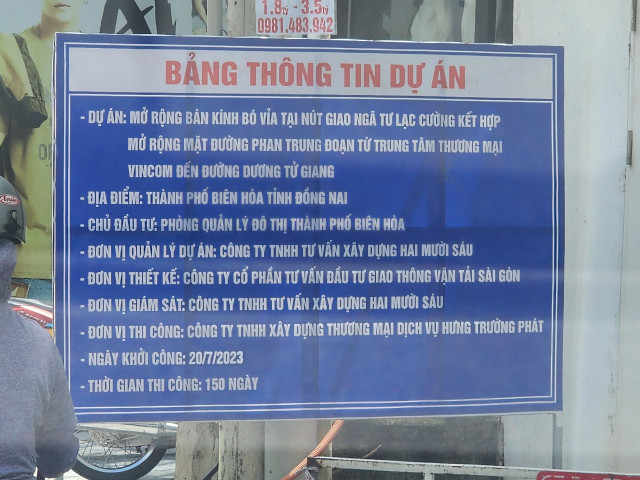 1.8tỷ - 3.5tỷ
0981.483.942
BẢNG THÔNG TIN DỰ ÁN
- DỰ ÁN: MỞ RỘNG BÁN KÍNH BÓ VỈA TẠI NÚT GIAO NGÃ TƯ LẠC CƯỜNG KẾT HỢP
MỞ RỘNG MẶT ĐƯỜNG PHAN TRUNG ĐOẠN TỪ TRUNG TÂM THƯƠNG MẠI
VINCOM ĐẾN ĐƯỜNG DƯƠNG TỬ GIANG
- ĐỊA ĐIỂM: THÀNH PHỐ BIÊN HÒA TỈNH ĐỒNG NAI
- CHỦ ĐẦU TƯ: PHÒNG QUẢN LÝ ĐÔ THỊ THÀNH PHỐ BIÊN HÒA
- ĐƠN VỊ QUẢN LÝ DỰ ÁN: CÔNG TY TNHH TƯ VẤN XÂY DỰNG HAI MƯƠI SÁU
- ĐƠN VỊ THIẾT KẾ: CÔNG TY CỔ PHẦN TƯ VẤN ĐẦU TƯ GIAO THÔNG VẬN TẢI SÀI GÒN
- ĐƠN VỊ GIÁM SÁT: CÔNG TY TNHH TƯ VẤN XÂY DỰNG HAI MƯƠI SÁU
- ĐƠN VỊ THI CÔNG: CÔNG TY TNHH XÂY DỰNG THƯƠNG MẠI DỊCH VỤ HƯNG TRƯỜNG PHÁT
- NGÀY KHỞI CÔNG: 20/7/2023
- THỜI GIAN THI CÔNG: 150 NGÀY